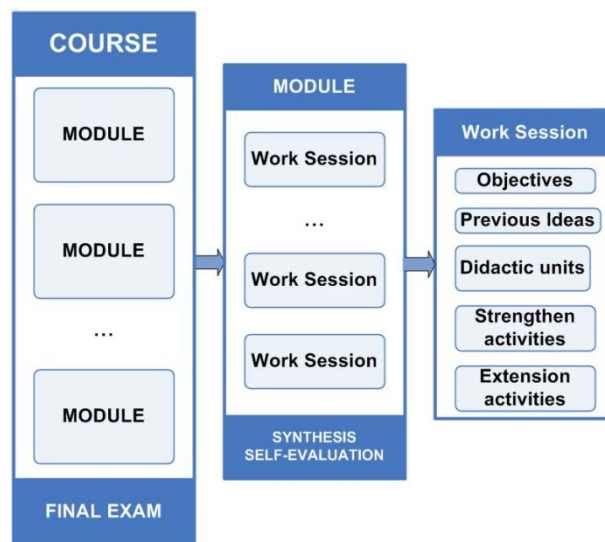 COURSE
MODULE
MODULE
...
MODULE
FINAL EXAM
MODULE
Work Session
...
Work Session
Work Session
SYNTHESIS
SELF-EVALUATION
Work Session
Objectives
Previous Ideas
Didactic units
Strengthen
activities
Extension
activities